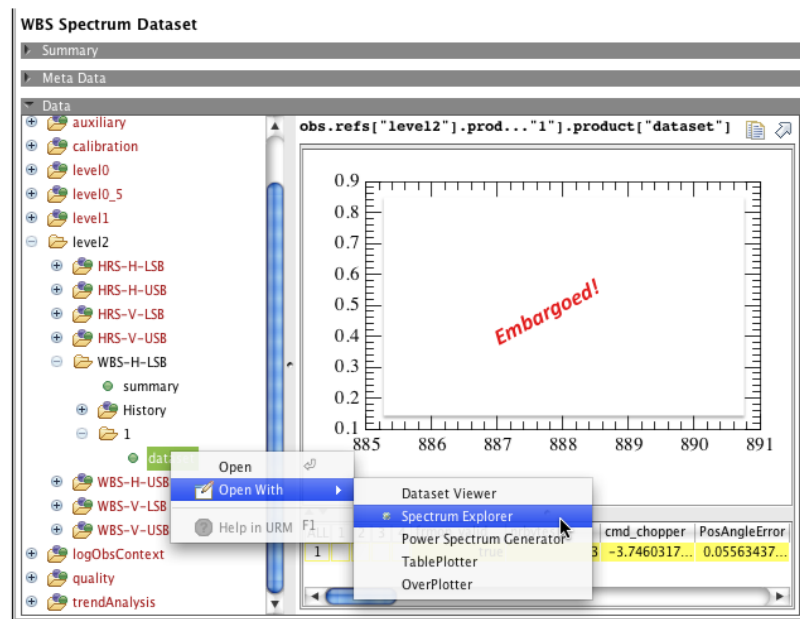 WBS Spectrum Dataset
Summary
Meta Data
Data
auxiliary
calibration
level0
level0_5
level1
level2
HRS-H-LSB
HRS-H-USB
HRS-V-LSB
HRS-V-USB
WBS-H-LSB
summary
History
1
WBS-H-USB
WBS-V-LSB
WBS-V-USB
logObsContext
quality
trendAnalysis
obs.refs["level2"].prod..."1").product["dataset"]
0.9
0.8
0.7
0.6
0.5
0.4
0.3
0.2
0.1
885 886 887 888 889 890 891
Embargoed!
Open
Open With
Help in URM F1
Dataset Viewer
Spectrum Explorer
Power Spectrum Generator
TablePlotter
OverPlotter
cmd_chopper PosAngleError
1 true 3 -3.7460317... 0.05563437...